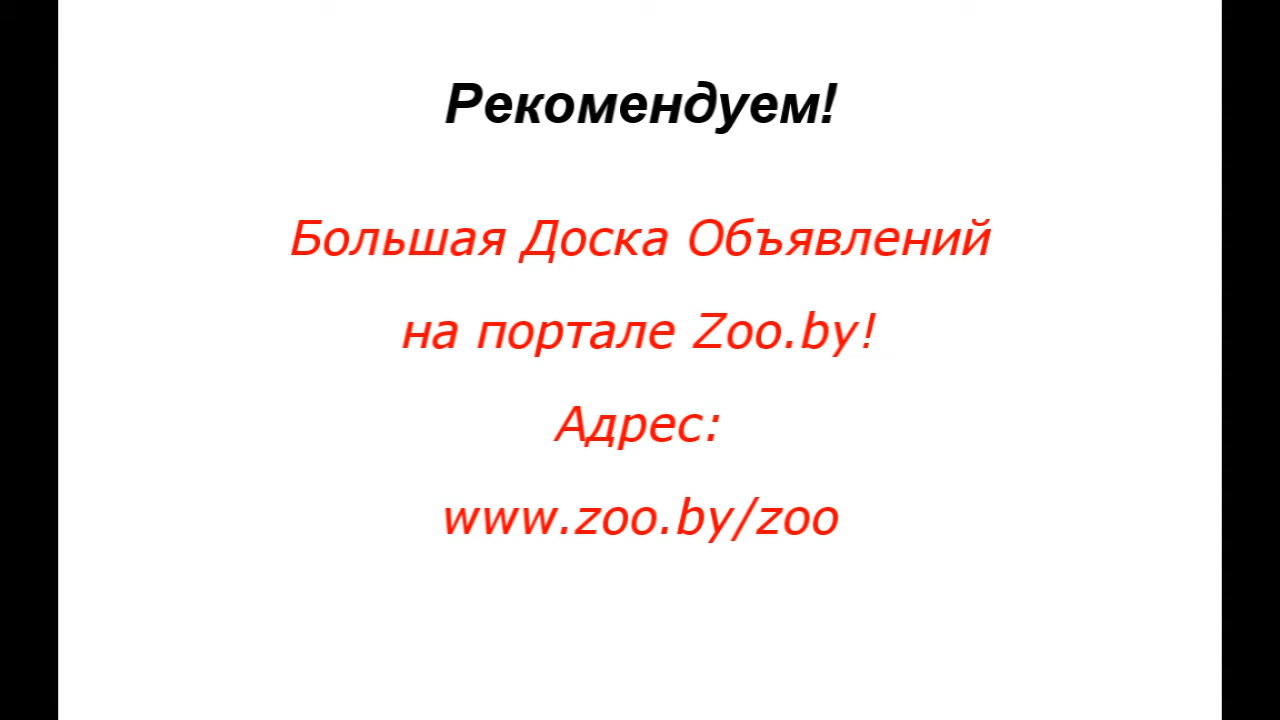 Рекомендуем!
Большая Доска Объявлений
на портале Zoo.by!
Адрес:
www.zoo.by/zoo